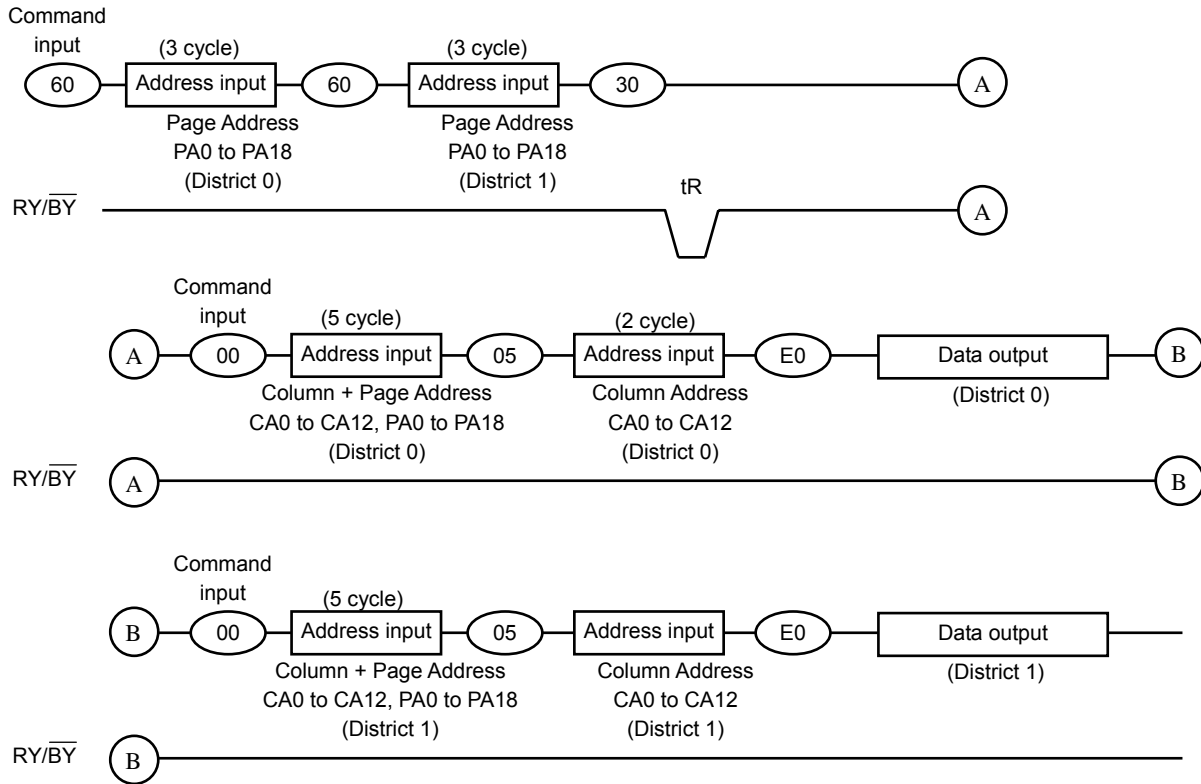 Command
input
(3 cycle) (3 cycle)
60 Address input 60 Address input 30 A
Page Address Page Address
PA0 to PA18 PA0 to PA18
(District 0) (District 1)
tR
RY/BY A
Command
input
(5 cycle) (2 cycle)
A 00 Address input 05 Address input E0 Data output B
Column + Page Address Column Address (District 0)
CA0 to CA12, PA0 to PA18 CA0 to CA12
(District 0) (District 0)
RY/BY A B
Command
input
(5 cycle)
B 00 Address input 05 Address input E0 Data output
Column + Page Address Column Address (District 1)
CA0 to CA12, PA0 to PA18 CA0 to CA12
(District 1) (District 1)
RY/BY B